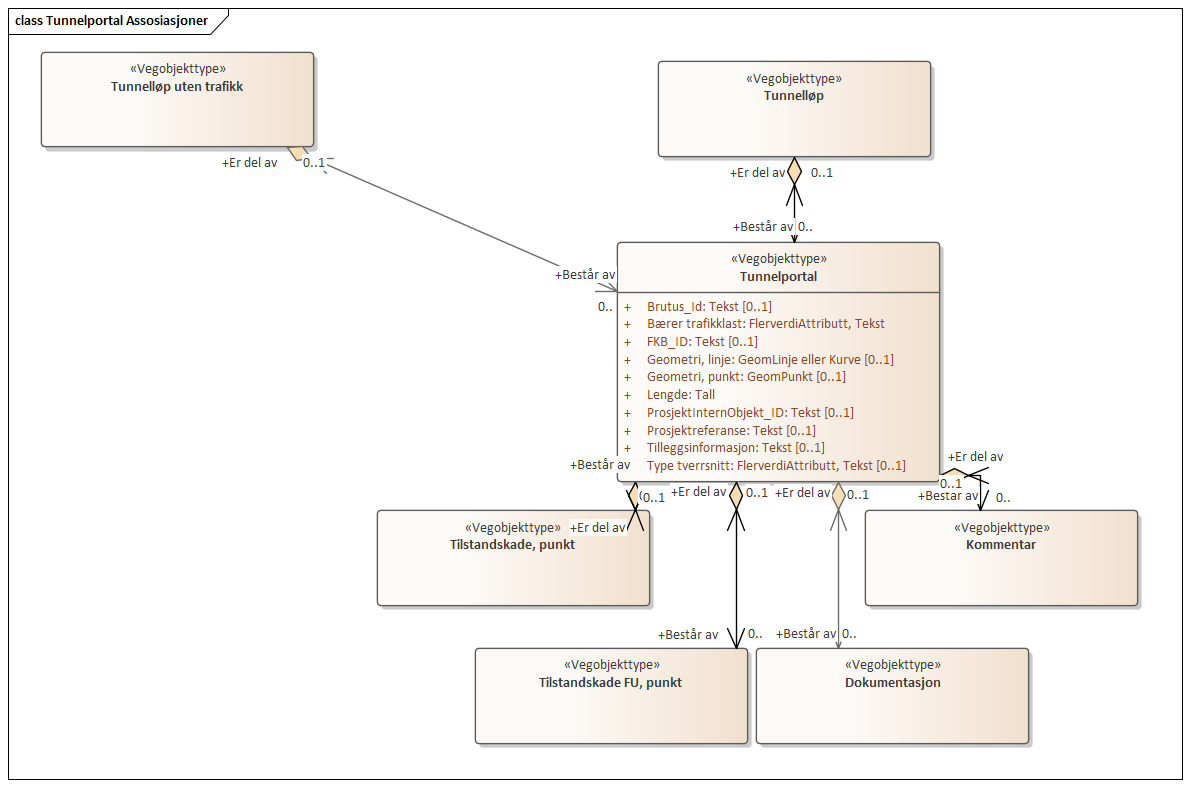 class Tunnelportal Assosiasjoner
«Vegobjekttype»
Tunnelløp uten trafikk
«Vegobjekttype»
Tunnelløp
+Er del av
0..1
+Er del av
0..1
+Består av
0..
+Består av
0..
«Vegobjekttype»
Tunnelportal
+ Brutus_Id: Tekst [0..1]
+ Bærer trafikklast: FlerverdiAttributt, Tekst
+ FKB_ID: Tekst [0..1]
+ Geometri, linje: GeomLinje eller Kurve [0..1]
+ Geometri, punkt: GeomPunkt [0..1]
+ Lengde: Tall
+ ProsjektInternObjekt_ID: Tekst [0..1]
+ Prosjektreferanse: Tekst [0..1]
+ Tilleggsinformasjon: Tekst [0..1]
Type tverrsnitt: FlerverdiAttributt, Tekst [0..1]
+Består av
+Er del av
0..1
+Består av
0..
0..1
+Er del av
0..1
+Er del av
0..1
«Vegobjekttype»
Tilstandskade, punkt
+Er del av
«Vegobjekttype»
Kommentar
+Består av
0..
+Består av
0..
«Vegobjekttype»
Tilstandskade FU, punkt
«Vegobjekttype»
Dokumentasjon